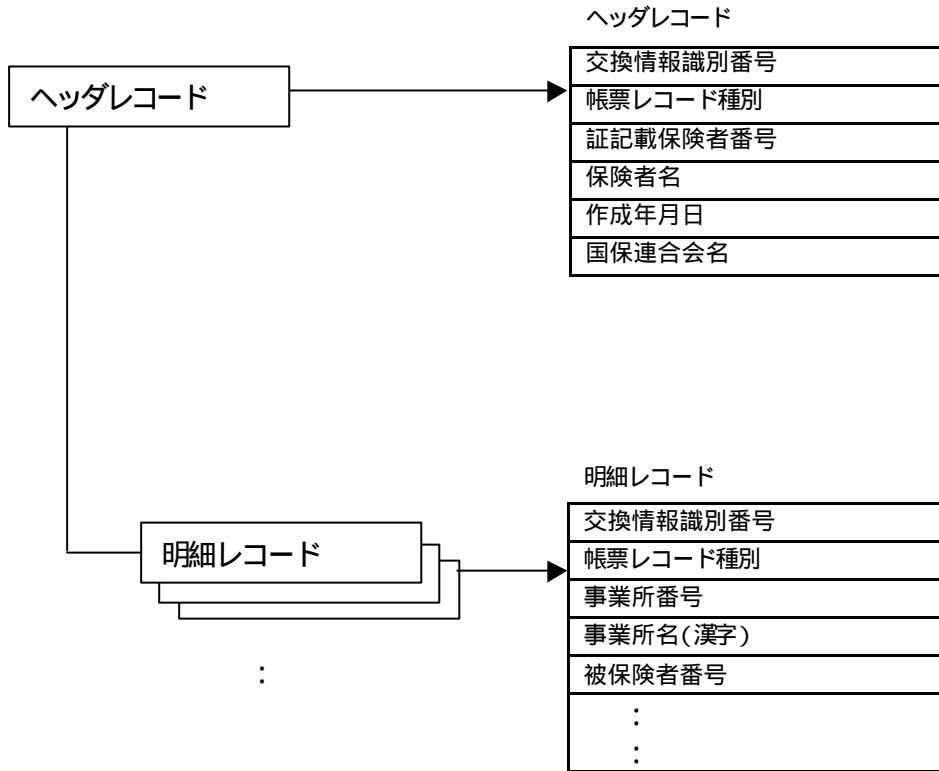 ヘッダレコード
ヘッダレコード
交換情報識別番号
帳票レコード種別
証記載保険者番号
保険者名
作成年月日
国保連合会名
明細レコード
明細レコード
：
交換情報識別番号
帳票レコード種別
事業所番号
事業所名(漢字)
被保険者番号
：
：